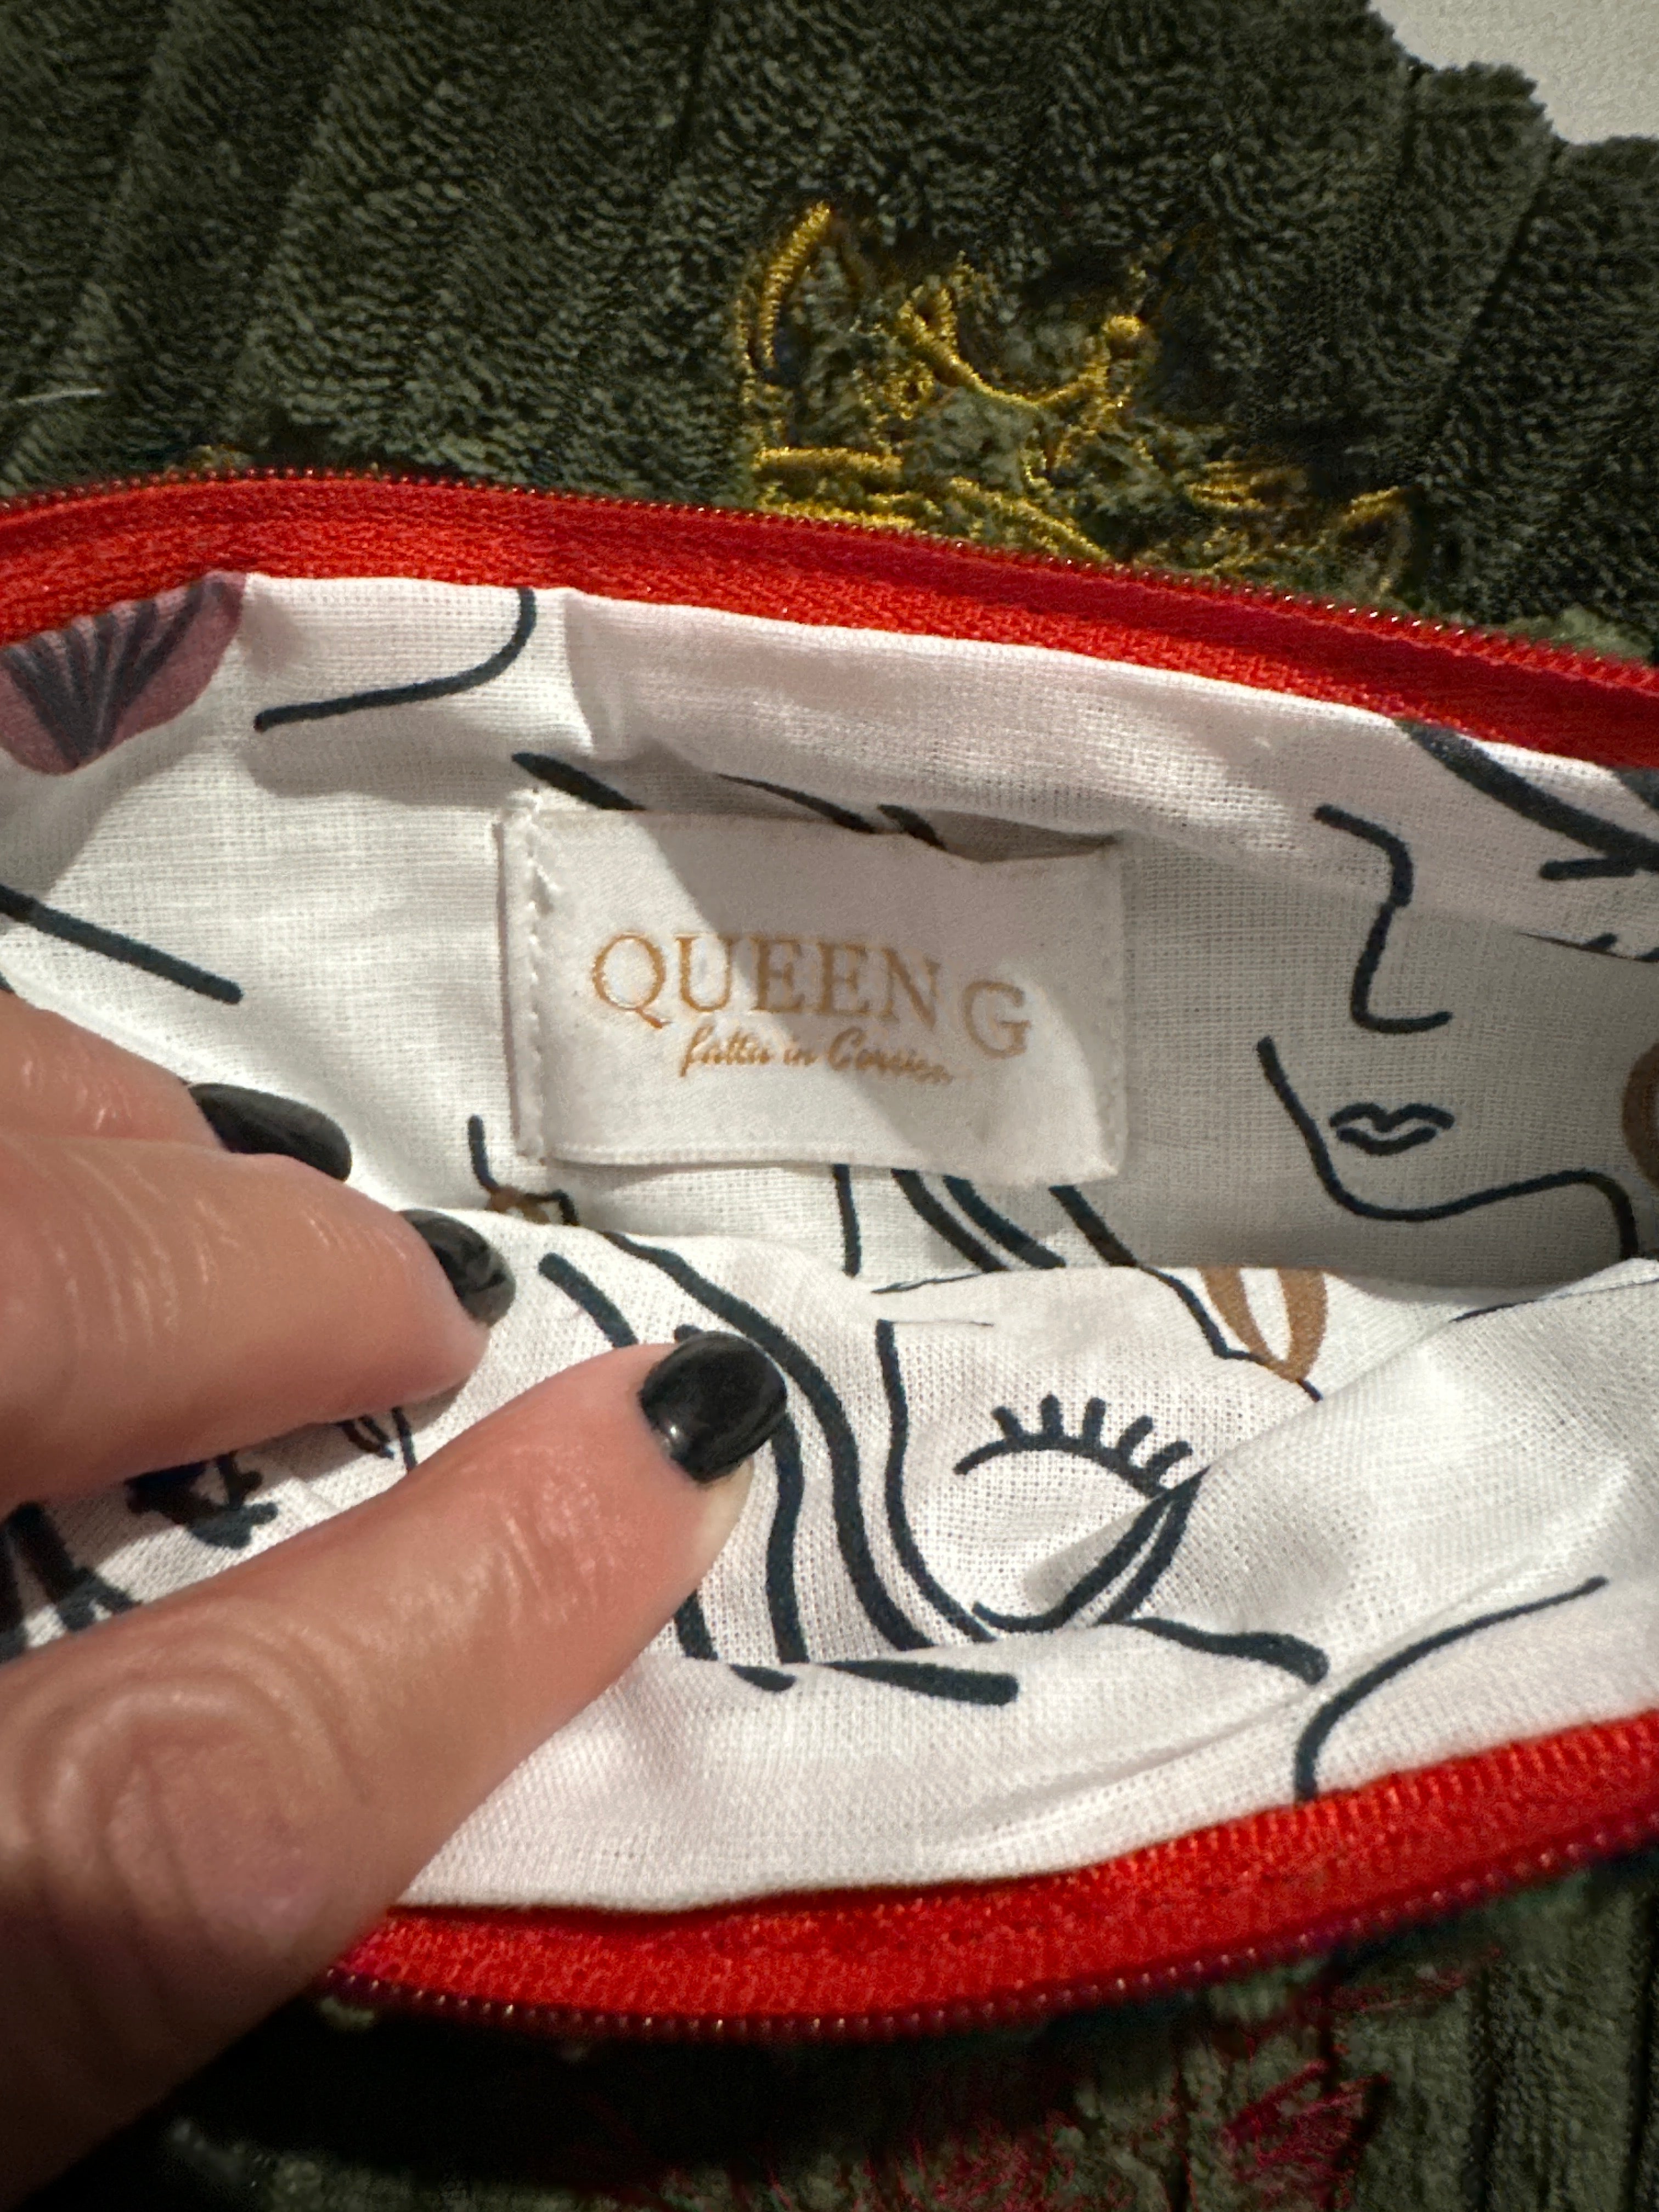 QUEEN G
fattu in Corsica